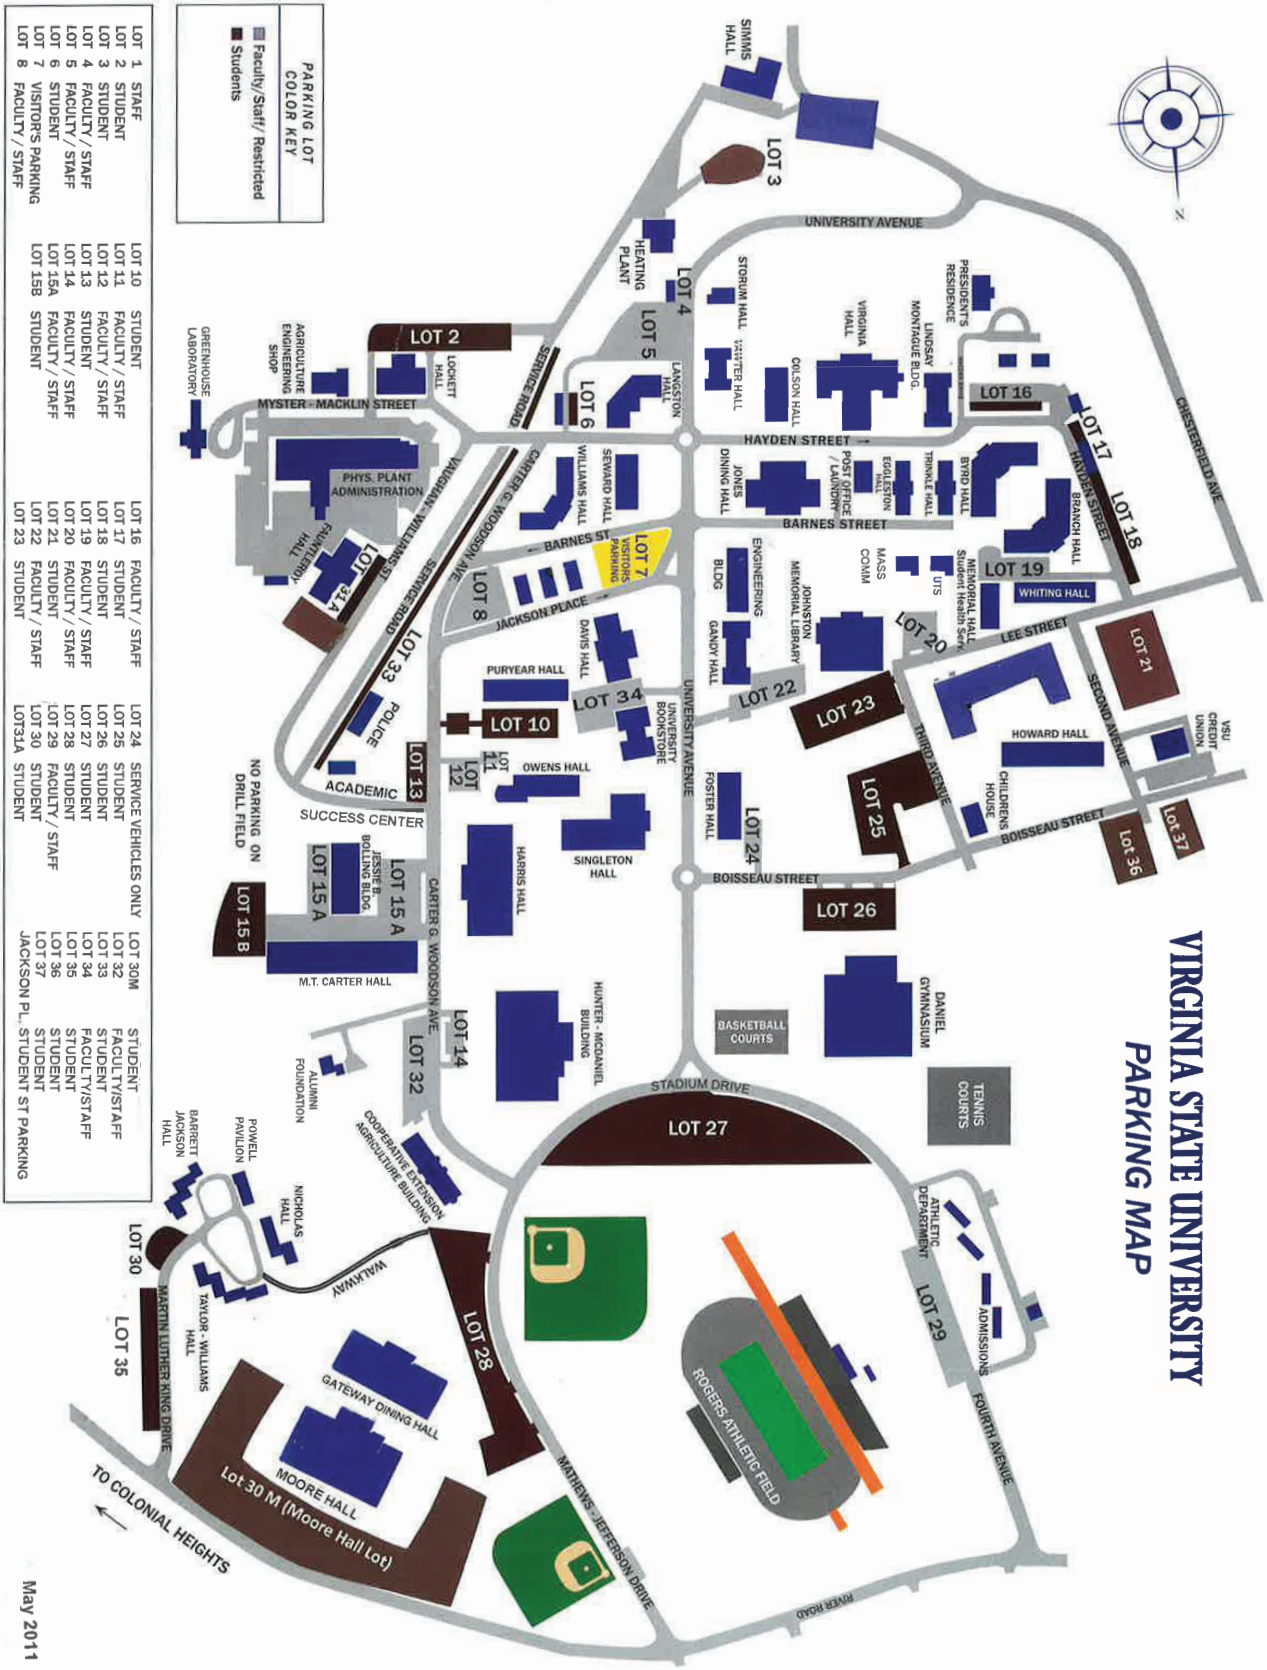 VIRGINIA STATE UNIVERSITY
PARKING MAP
N
CHESTERFIELD AVE
UNIVERSITY AVENUE
SIMMS
HALL
LOT 3
HEATING
PLANT
LOT 4
LOT 5
STORUM HALL
VAWTER HALL
LANGSTON
HALL
COLSON HALL
VIRGINIA
HALL
LINDSAY
MONTAGUE BLDG.
PRESIDENT'S
RESIDENCE
LOT 16
LOT 17
HAYDEN STREET
LOT 18
HAYDEN STREET →
LOT 6
LOT 2
SERVICE ROAD
LOCKETT
HALL
AGRICULTURE
ENGINEERING
SHOP
GREENHOUSE
LABORATORY
MYSTER - MACKLIN STREET
PHYS. PLANT
ADMINISTRATION
FAUNTLEROY
HALL
LOT 31A
VAUGHAN - WILLIAMS ST
SERVICE ROAD
CARTER G. WOODSON AVE.
LOT 33
POLICE
WILLIAMS HALL
SEWARD HALL
JONES
DINING HALL
POST OFFICE
/ LAUNDRY
EGGLESTON
HALL
TRINKLE HALL
BYRD HALL
BRANCH HALL
BARNES STREET
← BARNES ST
LOT 7
VISITORS
PARKING
LOT 8
JACKSON PLACE →
ENGINEERING
BLDG
GANDY HALL
JOHNSTON
MEMORIAL LIBRARY
MASS
COMM
UTS
MEMORIAL HALL
Student Health Serv.
LOT 19
WHITING HALL
LOT 20
LEE STREET
LOT 21
SECOND AVENUE
VSU
CREDIT
UNION
HOWARD HALL
CHILDRENS
HOUSE
THIRD AVENUE
BOISSEAU STREET
Lot 37
Lot 36
DAVIS HALL
PURYEAR HALL
LOT 34
UNIVERSITY
BOOKSTORE
UNIVERSITY AVENUE
LOT 22
LOT 23
LOT 25
LOT 10
LOT 11
LOT 12
LOT 13
OWENS HALL
SINGLETON
HALL
FOSTER HALL
LOT 24
BOISSEAU STREET
LOT 26
ACADEMIC
SUCCESS CENTER
NO PARKING ON
DRILL FIELD
LOT 15 A
JESSIE B.
BOLLING BLDG.
LOT 15 A
LOT 15 B
M.T. CARTER HALL
CARTER G. WOODSON AVE.
HARRIS HALL
HUNTER - MCDANIEL
BUILDING
BASKETBALL
COURTS
DANIEL
GYMNASIUM
TENNIS
COURTS
LOT 14
LOT 32
ALUMNI
FOUNDATION
COOPERATIVE EXTENSION
AGRICULTURE BUILDING
STADIUM DRIVE
LOT 27
ATHLETIC
DEPARTMENT
LOT 29
ADMISSIONS
FOURTH AVENUE
ROGERS ATHLETIC FIELD
BARRETT
JACKSON
HALL
POWELL
PAVILION
NICHOLAS
HALL
WALKWAY
LOT 28
LOT 30
TAYLOR - WILLIAMS
HALL
LOT 35
MARTIN LUTHER KING DRIVE
GATEWAY DINING HALL
MOORE HALL
Lot 30 M (Moore Hall Lot)
MATHEWS - JEFFERSON DRIVE
RIVER ROAD
TO COLONIAL HEIGHTS
PARKING LOT
COLOR KEY
Faculty/Staff/ Restricted
Students
LOT 1 STAFF
LOT 2 STUDENT
LOT 3 STUDENT
LOT 4 FACULTY / STAFF
LOT 5 FACULTY / STAFF
LOT 6 STUDENT
LOT 7 VISITOR'S PARKING
LOT 8 FACULTY / STAFF
LOT 10 STUDENT
LOT 11 FACULTY / STAFF
LOT 12 FACULTY / STAFF
LOT 13 STUDENT
LOT 14 FACULTY / STAFF
LOT 15A FACULTY / STAFF
LOT 15B STUDENT
LOT 16 FACULTY / STAFF
LOT 17 STUDENT
LOT 18 STUDENT
LOT 19 FACULTY / STAFF
LOT 20 FACULTY / STAFF
LOT 21 STUDENT
LOT 22 FACULTY / STAFF
LOT 23 STUDENT
LOT 24 SERVICE VEHICLES ONLY
LOT 25 STUDENT
LOT 26 STUDENT
LOT 27 STUDENT
LOT 28 STUDENT
LOT 29 FACULTY / STAFF
LOT 30 STUDENT
LOT31A STUDENT
LOT 30M STUDENT
LOT 32 FACULTY/STAFF
LOT 33 STUDENT
LOT 34 FACULTY/STAFF
LOT 35 STUDENT
LOT 36 STUDENT
LOT 37 STUDENT
JACKSON PL. STUDENT ST PARKING
May 2011